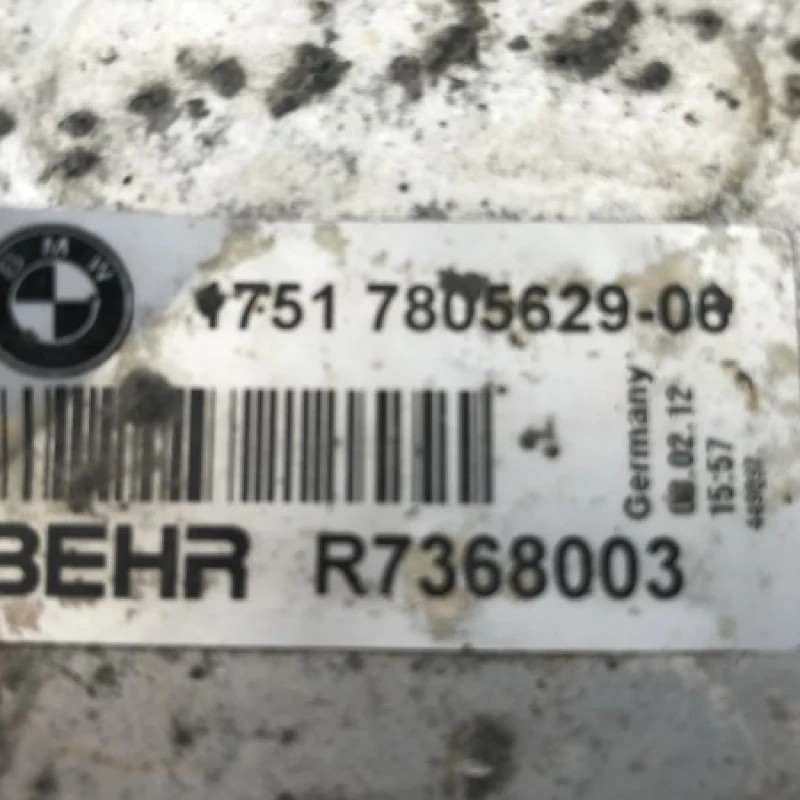 BMW
1751 7805629-06
Germany
08.02.12
15:57
BEHR R7368003